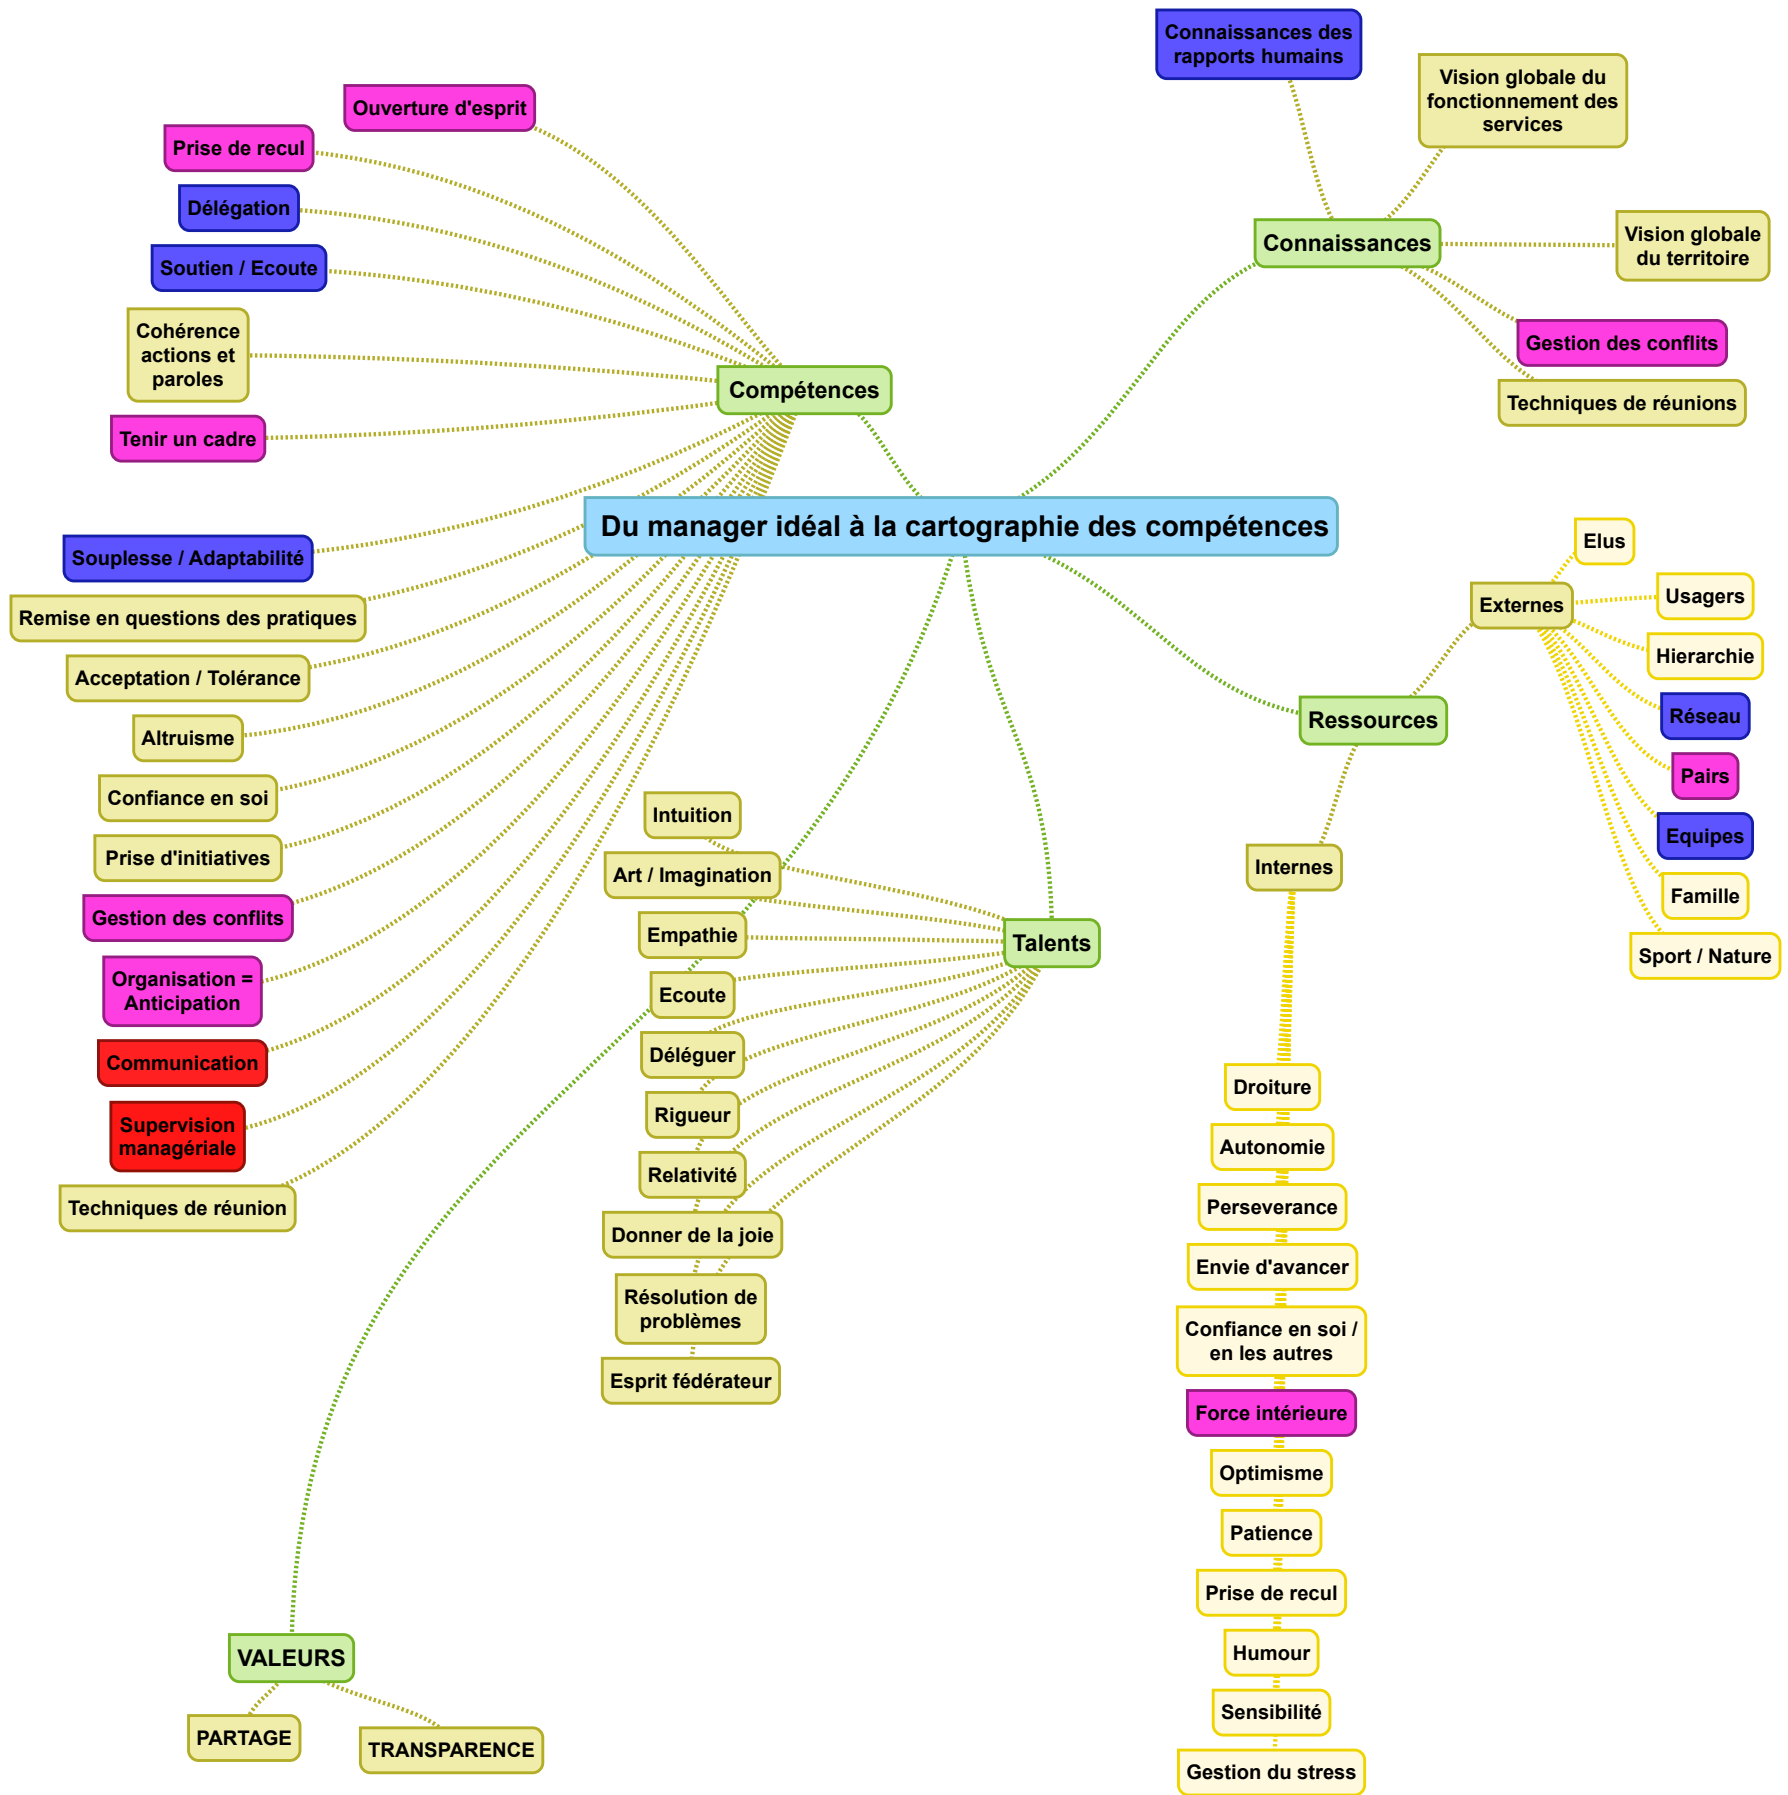 Du manager idéal à la cartographie des compétences
Compétences
Ouverture d'esprit
Prise de recul
Délégation
Soutien / Ecoute
Cohérence
actions et
paroles
Tenir un cadre
Souplesse / Adaptabilité
Remise en questions des pratiques
Acceptation / Tolérance
Altruisme
Confiance en soi
Prise d'initiatives
Gestion des conflits
Organisation =
Anticipation
Communication
Supervision
managériale
Techniques de réunion
Connaissances
Connaissances des
rapports humains
Vision globale du
fonctionnement des
services
Vision globale
du territoire
Gestion des conflits
Techniques de réunions
Ressources
Externes
Elus
Usagers
Hierarchie
Réseau
Pairs
Equipes
Famille
Sport / Nature
Internes
Droiture
Autonomie
Perseverance
Envie d'avancer
Confiance en soi /
en les autres
Force intérieure
Optimisme
Patience
Prise de recul
Humour
Sensibilité
Gestion du stress
Talents
Intuition
Art / Imagination
Empathie
Ecoute
Déléguer
Rigueur
Relativité
Donner de la joie
Résolution de
problèmes
Esprit fédérateur
VALEURS
PARTAGE
TRANSPARENCE